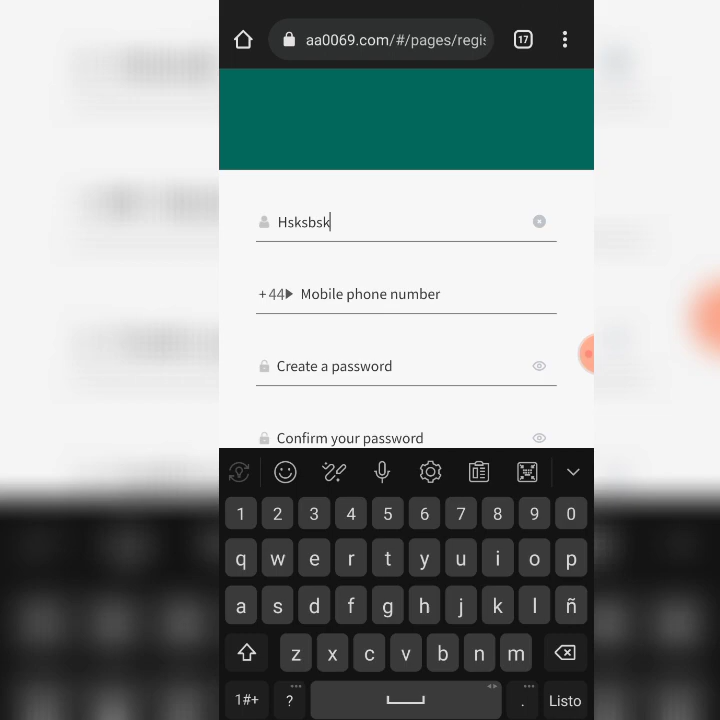 aa0069.com/#/pages/regis
17
Hsksbsk
+44 Mobile phone number
Create a password
Confirm your password
1 2 3 4 5 6 7 8 9 0
q w e r t y u i o p
a s d f g h j k l ñ
z x c v b n m
1#+ ? . Listo